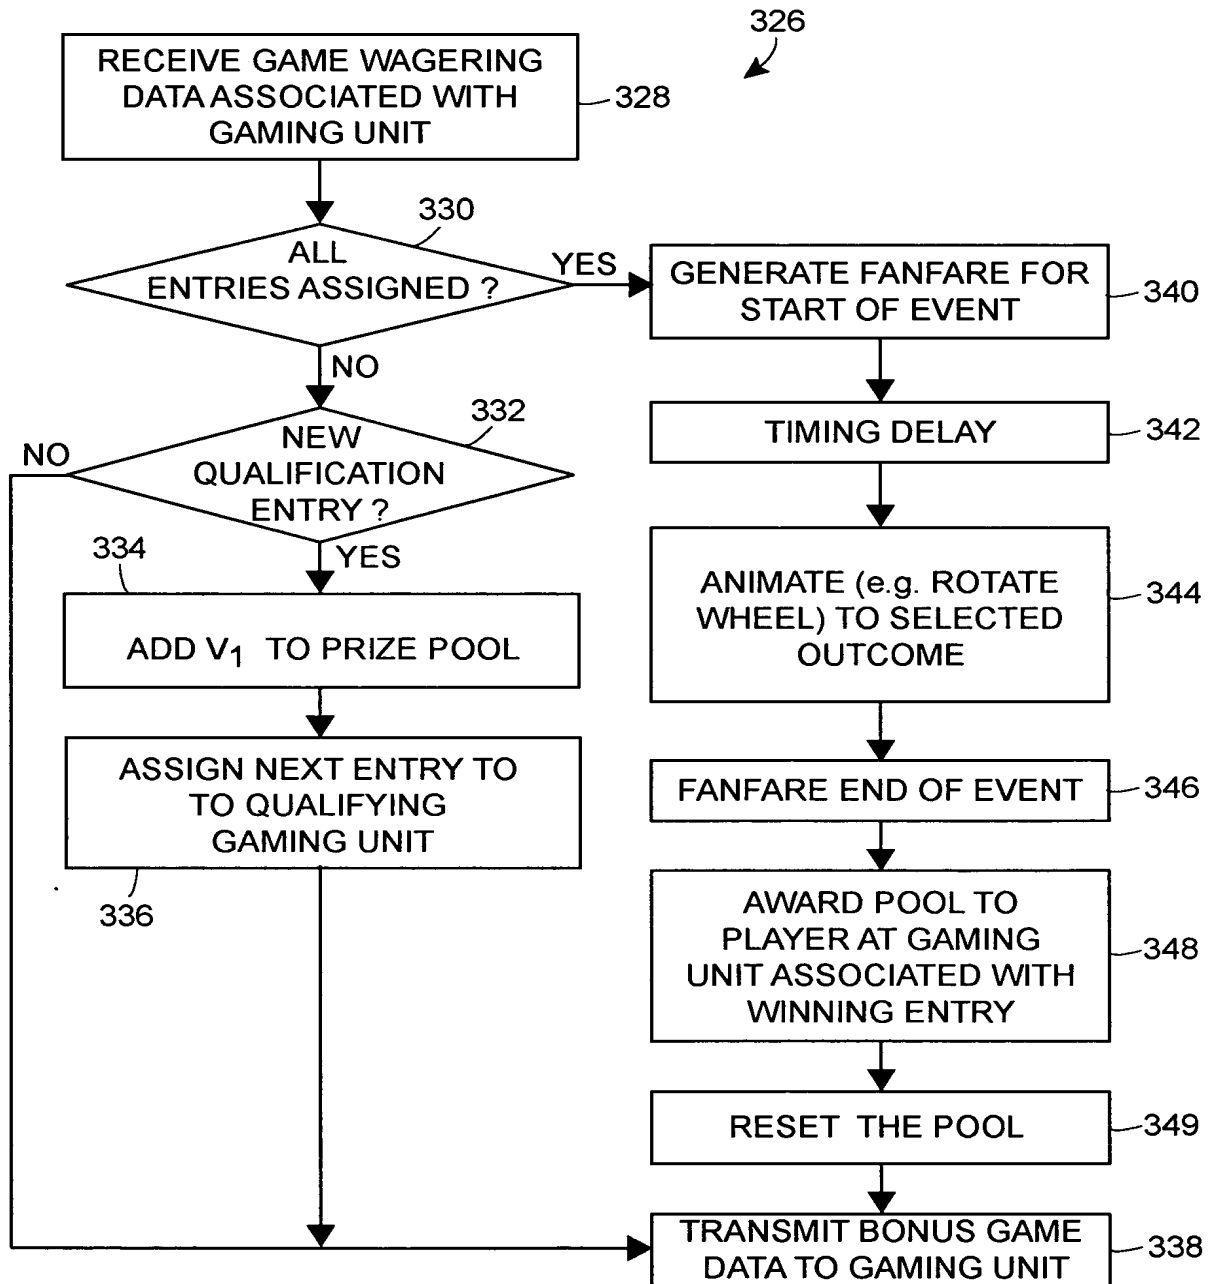 326
RECEIVE GAME WAGERING
DATA ASSOCIATED WITH
GAMING UNIT
328
330
ALL
ENTRIES ASSIGNED ?
YES
NO
GENERATE FANFARE FOR
START OF EVENT
340
332
NEW
QUALIFICATION
ENTRY ?
NO
YES
TIMING DELAY
342
334
ADD V1 TO PRIZE POOL
ANIMATE (e.g. ROTATE
WHEEL) TO SELECTED
OUTCOME
344
ASSIGN NEXT ENTRY TO
TO QUALIFYING
GAMING UNIT
336
FANFARE END OF EVENT
346
AWARD POOL TO
PLAYER AT GAMING
UNIT ASSOCIATED WITH
WINNING ENTRY
348
RESET THE POOL
349
TRANSMIT BONUS GAME
DATA TO GAMING UNIT
338